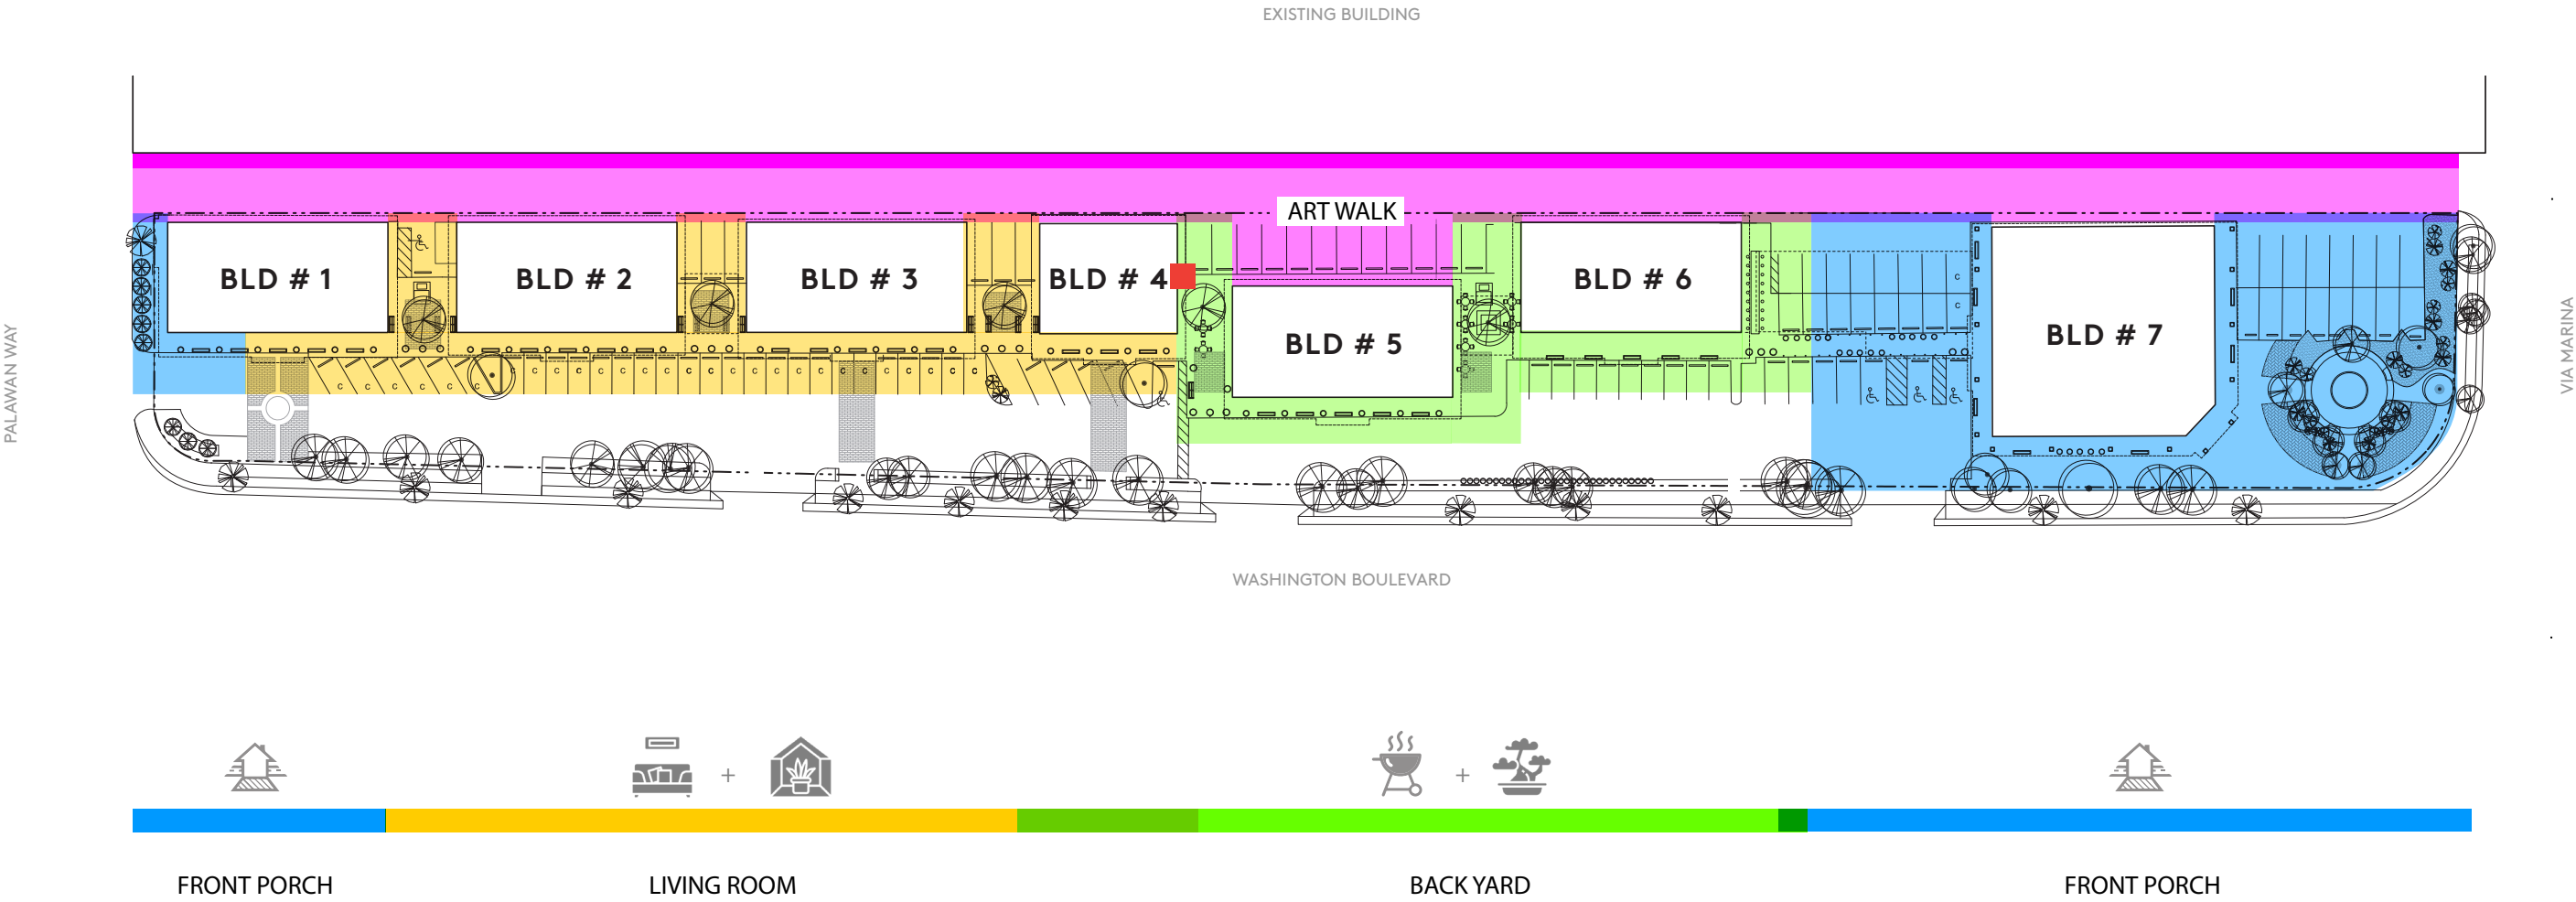 EXISTING BUILDING
ART WALK
BLD # 1
BLD # 2
BLD # 3
BLD # 4
BLD # 5
BLD # 6
BLD # 7
PALAWAN WAY
VIA MARINA
WASHINGTON BOULEVARD
FRONT PORCH
LIVING ROOM
BACK YARD
FRONT PORCH